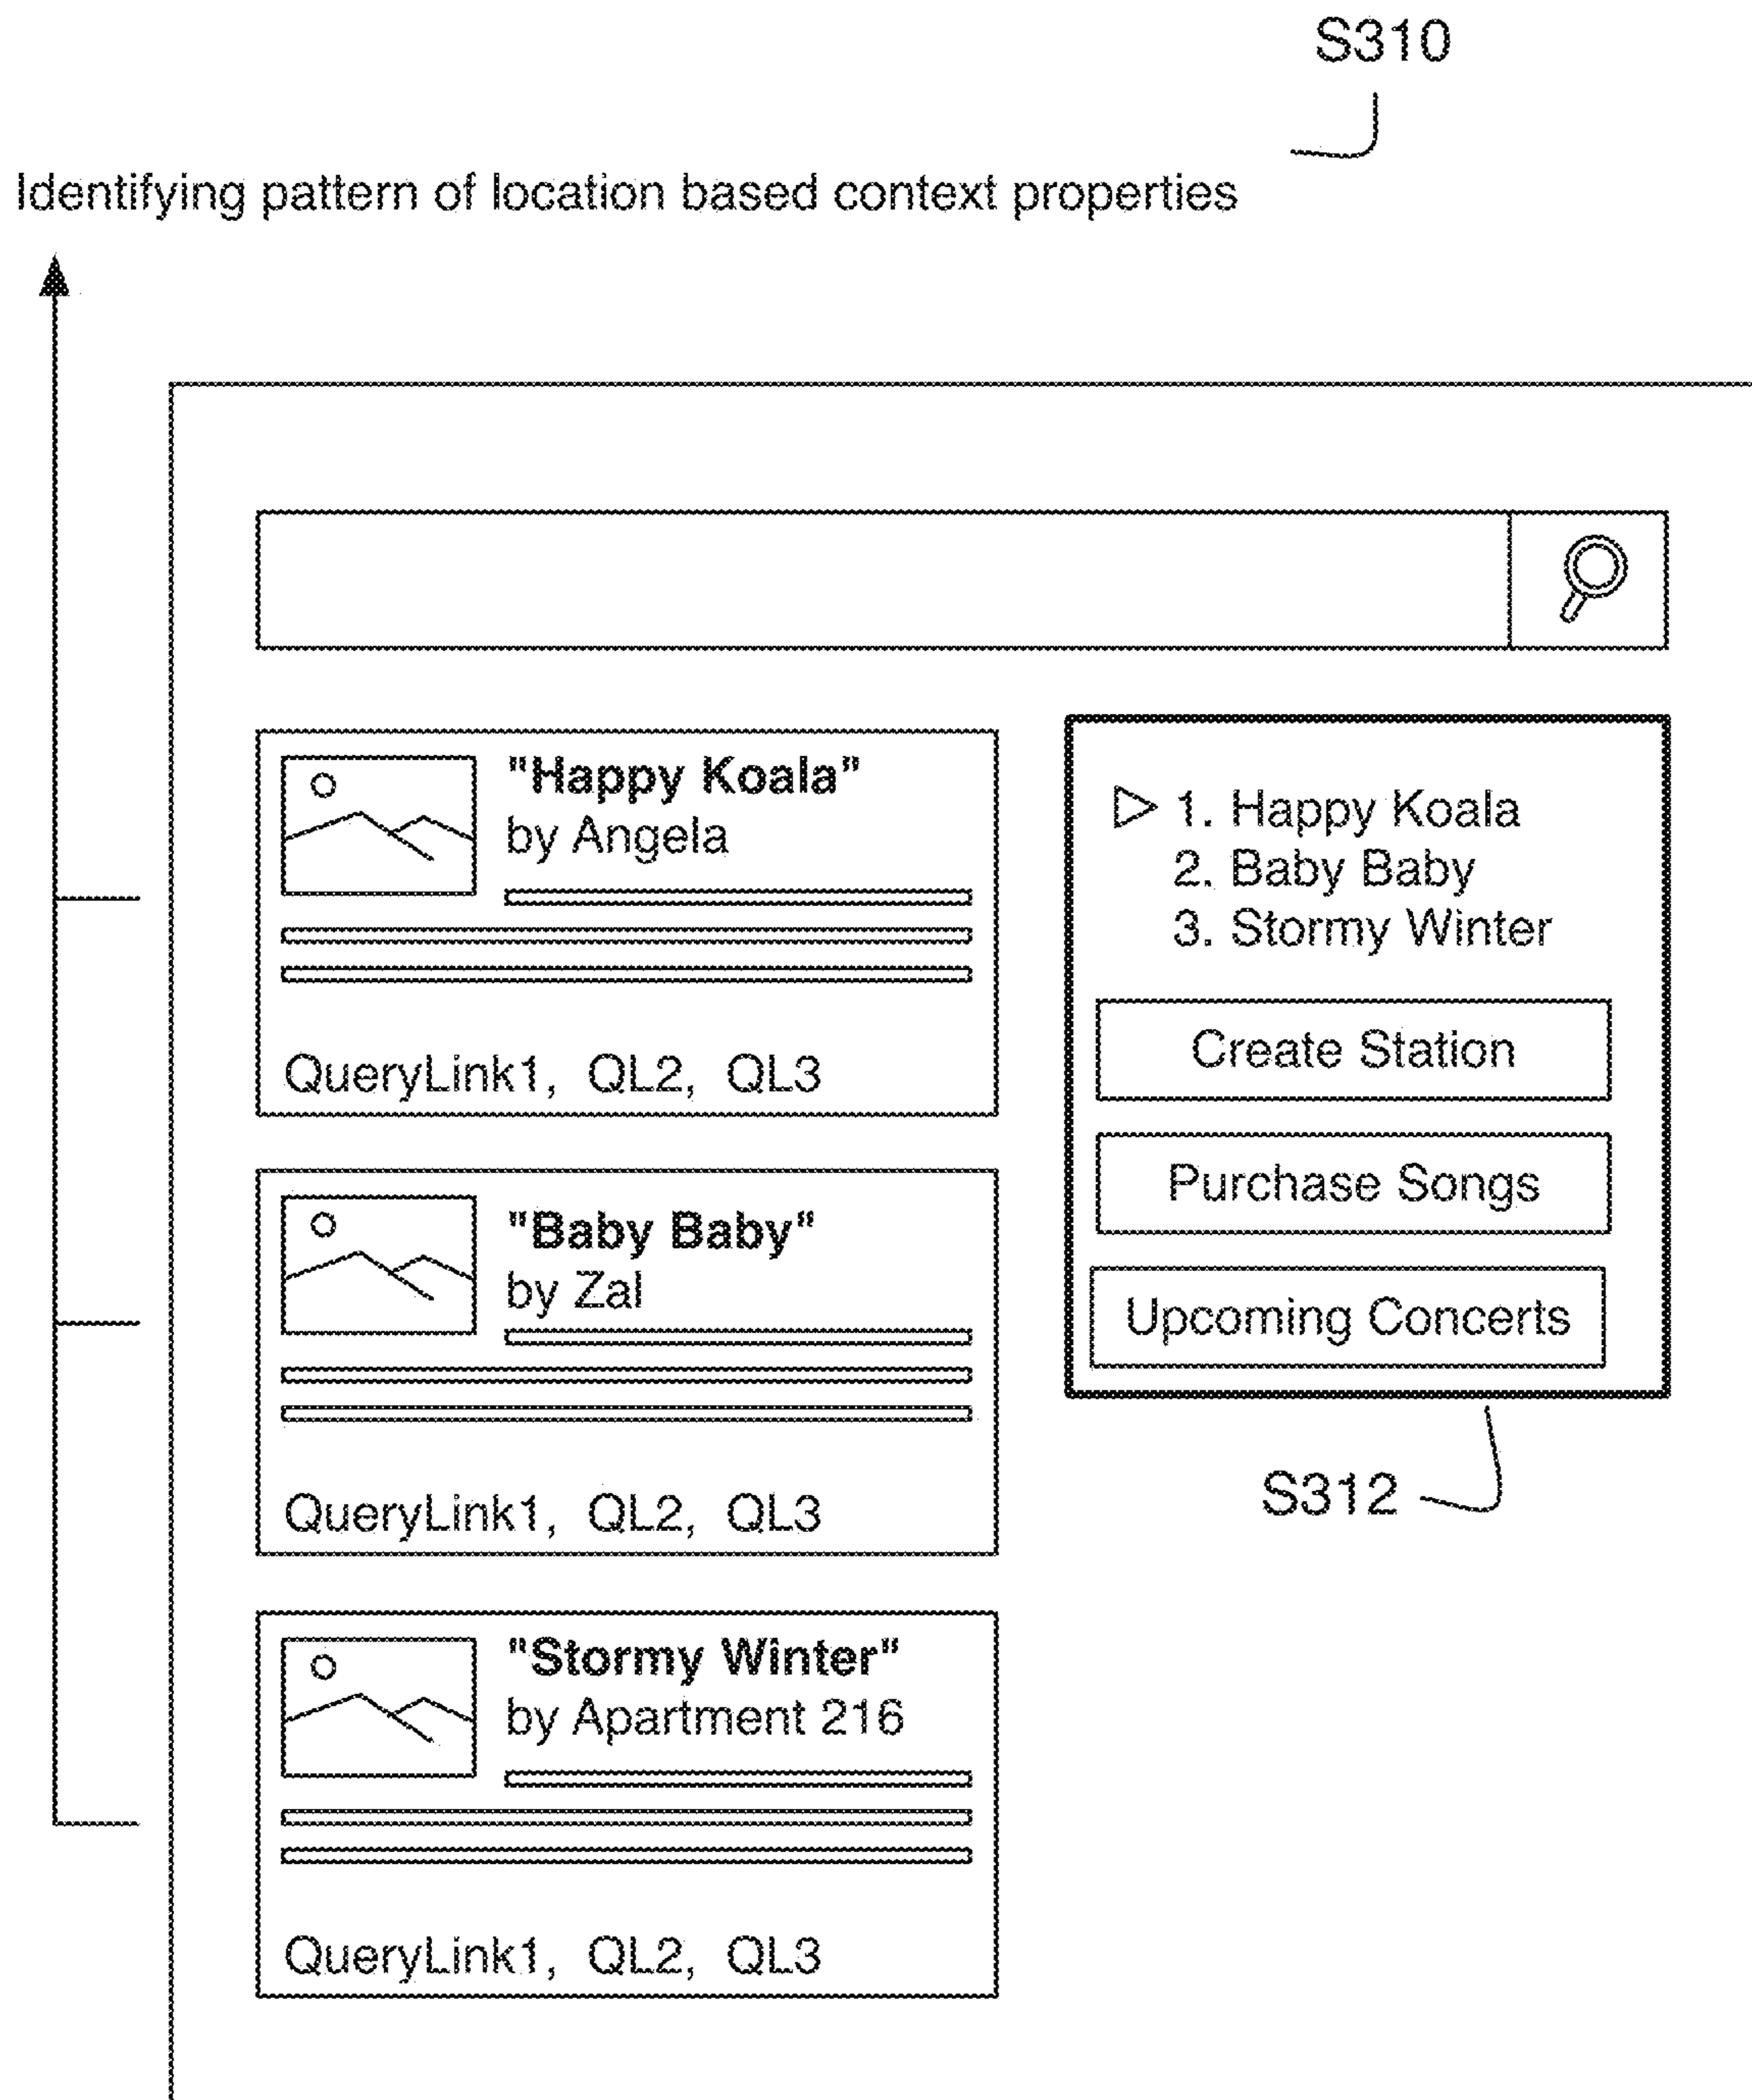 S310
Identifying pattern of location based context properties
"Happy Koala"
by Angela
QueryLink1, QL2, QL3
"Baby Baby"
by Zal
QueryLink1, QL2, QL3
"Stormy Winter"
by Apartment 216
QueryLink1, QL2, QL3
1. Happy Koala
2. Baby Baby
3. Stormy Winter
Create Station
Purchase Songs
Upcoming Concerts
S312